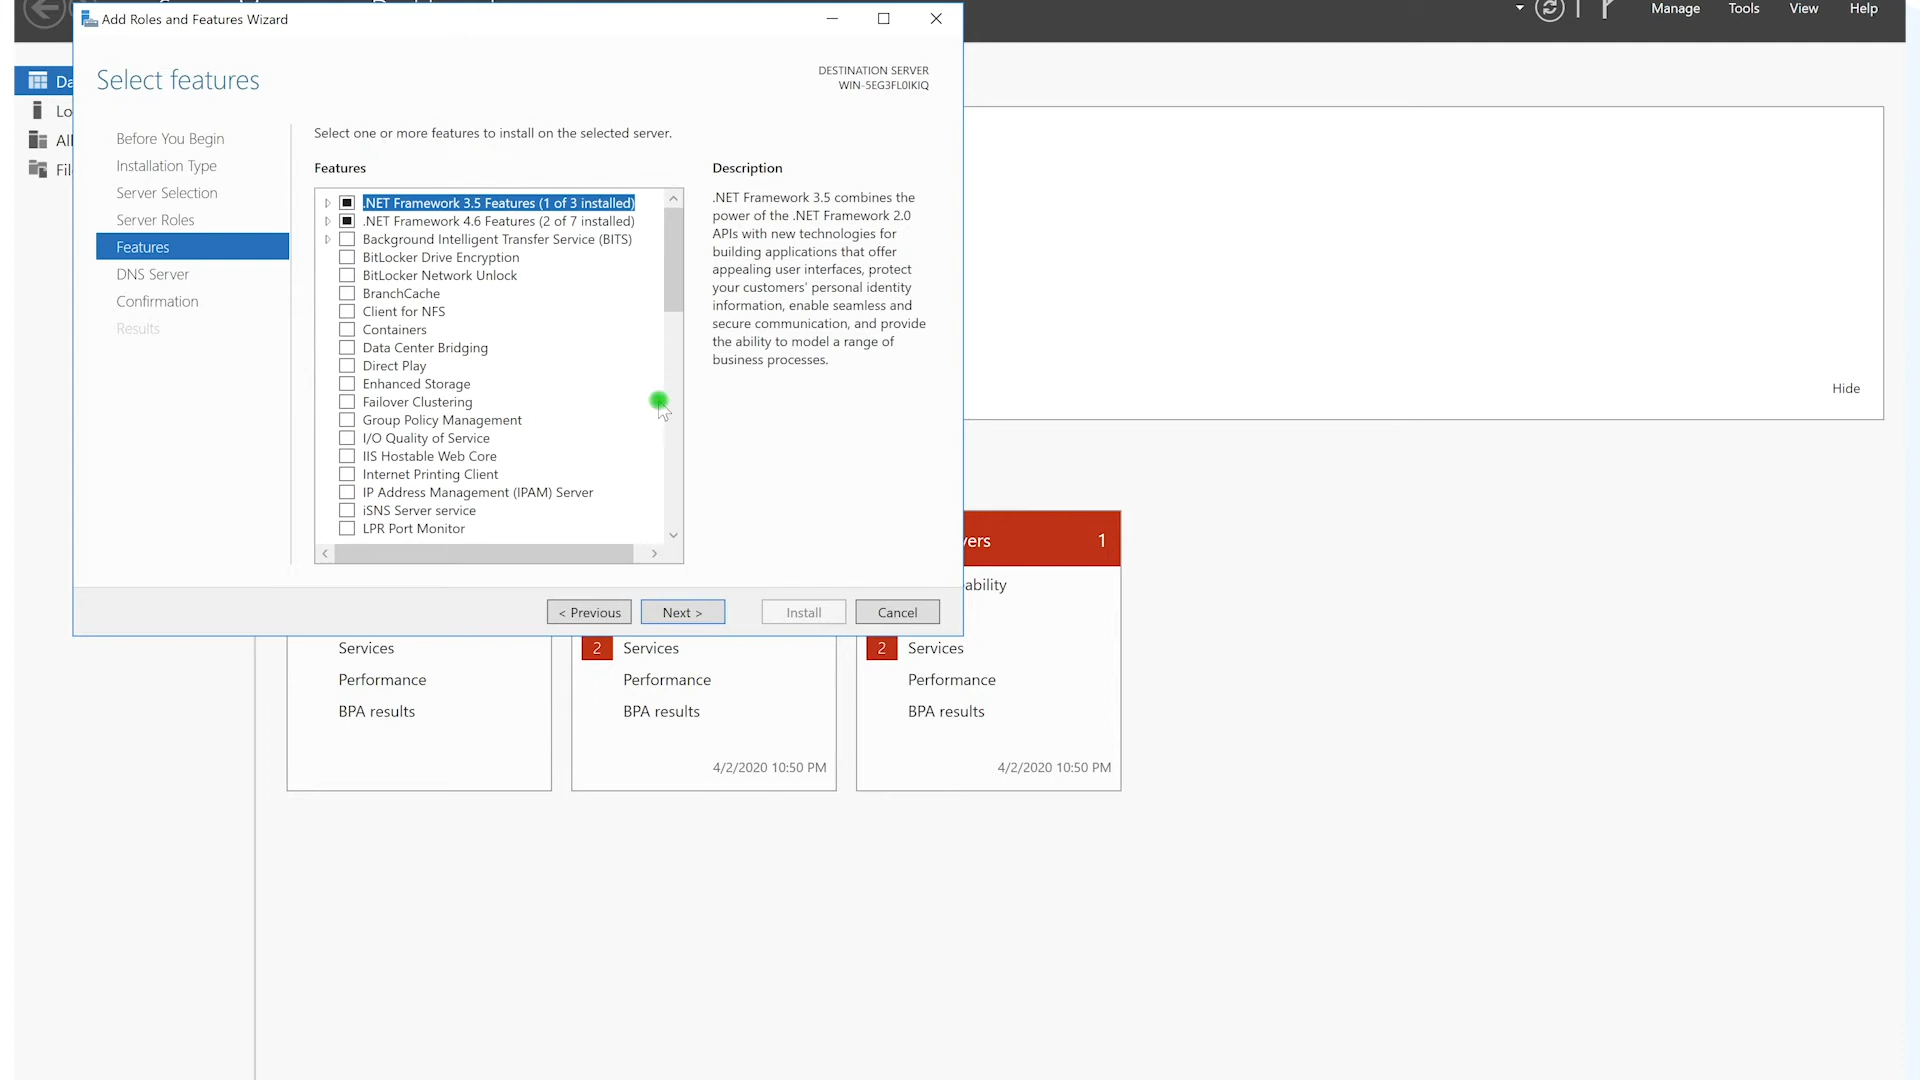 Add Roles and Features Wizard
Manage
Tools
View
Help
Select features
DESTINATION SERVER
WIN-5EG3FL0IKIQ
Before You Begin
Installation Type
Server Selection
Server Roles
Features
DNS Server
Confirmation
Results
Select one or more features to install on the selected server.
Features
.NET Framework 3.5 Features (1 of 3 installed)
.NET Framework 4.6 Features (2 of 7 installed)
Background Intelligent Transfer Service (BITS)
BitLocker Drive Encryption
BitLocker Network Unlock
BranchCache
Client for NFS
Containers
Data Center Bridging
Direct Play
Enhanced Storage
Failover Clustering
Group Policy Management
I/O Quality of Service
IIS Hostable Web Core
Internet Printing Client
IP Address Management (IPAM) Server
iSNS Server service
LPR Port Monitor
Description
.NET Framework 3.5 combines the
power of the .NET Framework 2.0
APIs with new technologies for
building applications that offer
appealing user interfaces, protect
your customers' personal identity
information, enable seamless and
secure communication, and provide
the ability to model a range of
business processes.
< Previous
Next >
Install
Cancel
Da
Lo
All
Fil
Hide
vers 1
ability
Services
Performance
BPA results
2 Services
Performance
BPA results
4/2/2020 10:50 PM
2 Services
Performance
BPA results
4/2/2020 10:50 PM